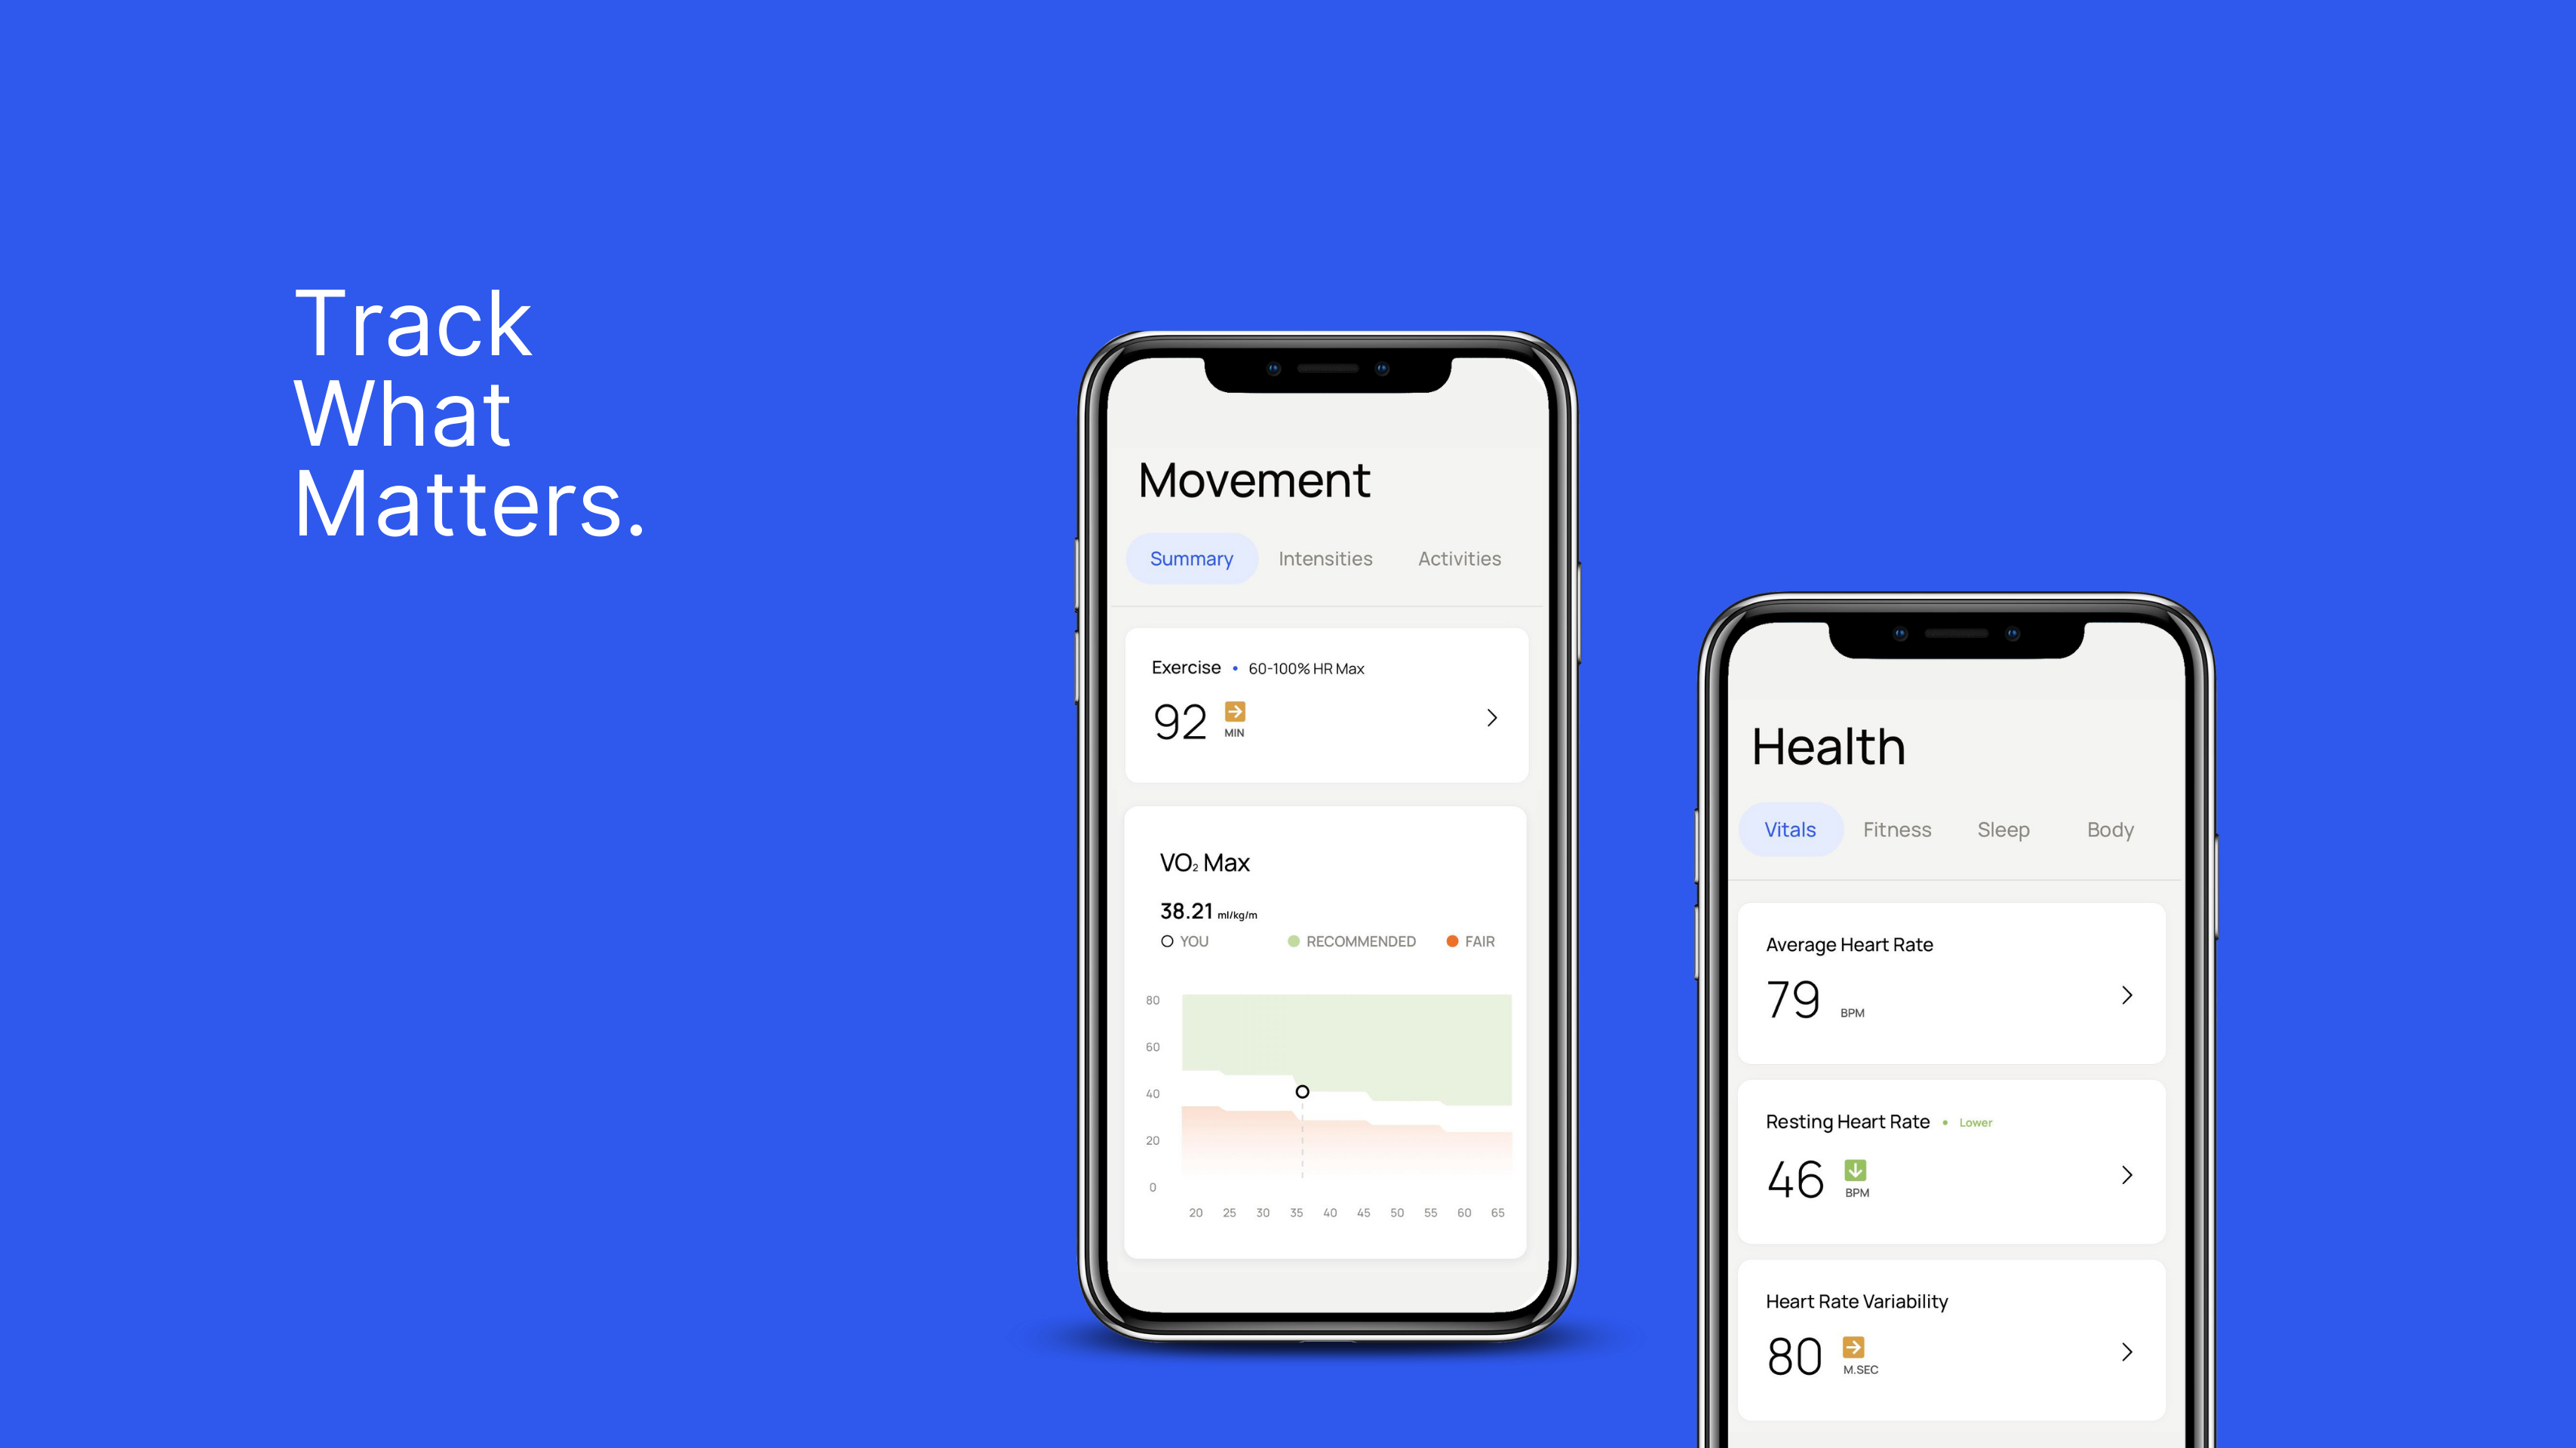 Track
What
Matters.
Movement
Summary Intensities Activities
Exercise • 60-100% HR Max
92 MIN
VO₂ Max
38.21 ml/kg/m
YOU RECOMMENDED FAIR
80
60
40
20
0
20 25 30 35 40 45 50 55 60 65
Health
Vitals Fitness Sleep Body
Average Heart Rate
79 BPM
Resting Heart Rate • Lower
46 BPM
Heart Rate Variability
80 M.SEC